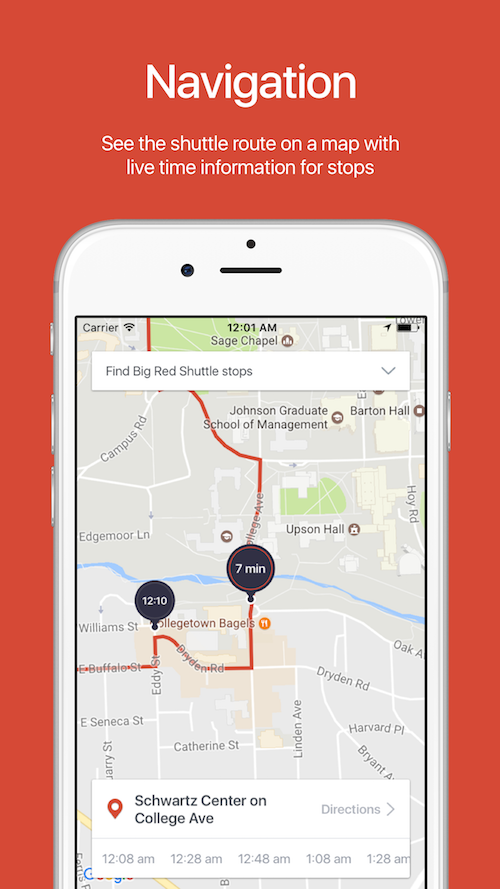 Navigation
See the shuttle route on a map with
live time information for stops
Carrier
12:01 AM
Sage Chapel
Find Big Red Shuttle stops
Johnson Graduate
School of Management
Barton Hall
Campus Rd
Hoy Rd
College Ave
Upson Hall
Edgemoor Ln
7 min
12:10
Williams St
ollegetown Bagels
Oak A
E Buffalo St
Eddy St
Dryden Rd
Dryden Rd
E Seneca St
Linden Ave
Harvard Pl
Catherine St
Bryant Av
uarry St
Schwartz Center on
College Ave
Directions
12:08 am 12:28 am 12:48 am 1:08 am 1:28 am
Google